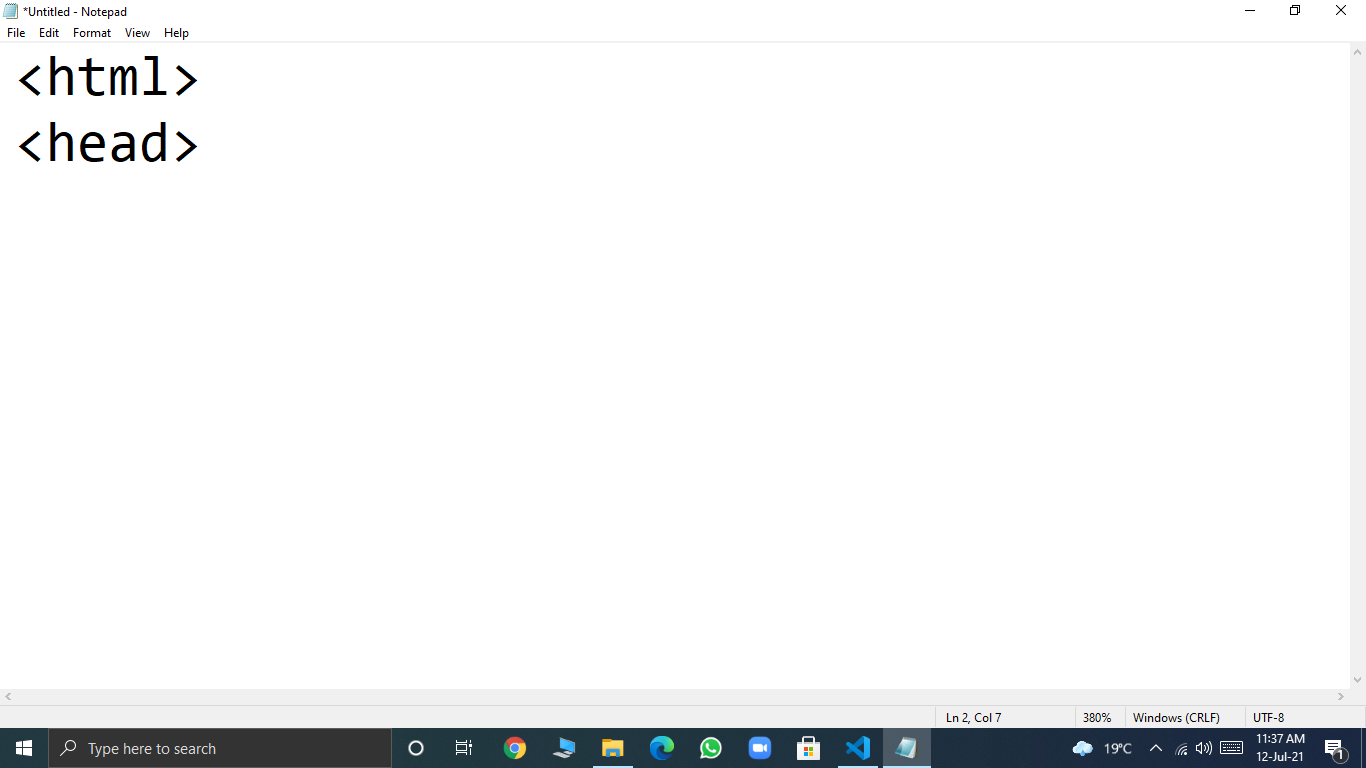 *Untitled - Notepad
File Edit Format View Help
<html>
<head>
Ln 2, Col 7 380% Windows (CRLF) UTF-8
Type here to search 19°C 11:37 AM
12-Jul-21 1